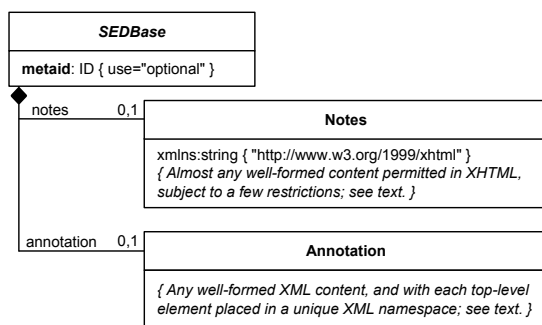 SEDBase
metaid: ID { use="optional" }
notes 0,1
Notes
xmlns:string { "http://www.w3.org/1999/xhtml" }
{ Almost any well-formed content permitted in XHTML,
subject to a few restrictions; see text. }
annotation 0,1
Annotation
{ Any well-formed XML content, and with each top-level
element placed in a unique XML namespace; see text. }